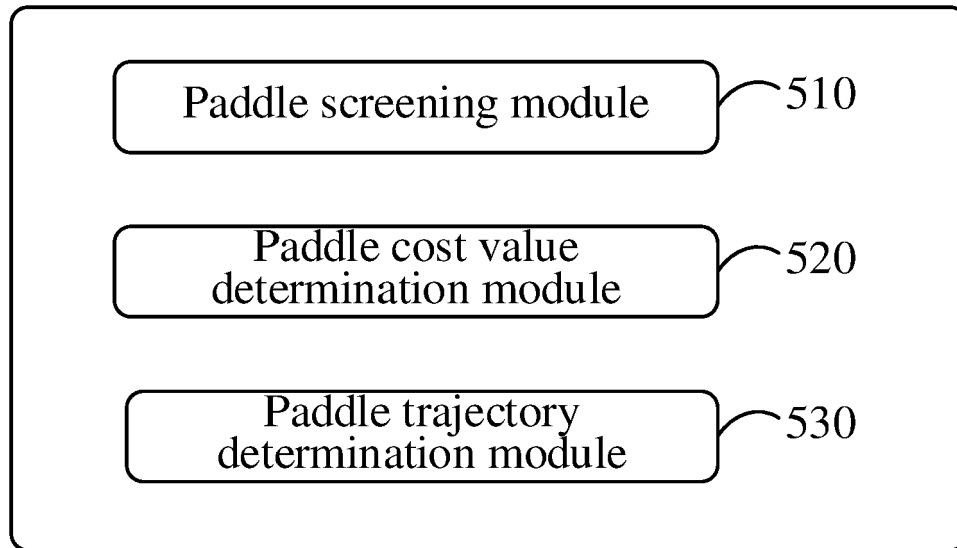 Paddle screening module 510
Paddle cost value
determination module 520
Paddle trajectory
determination module 530